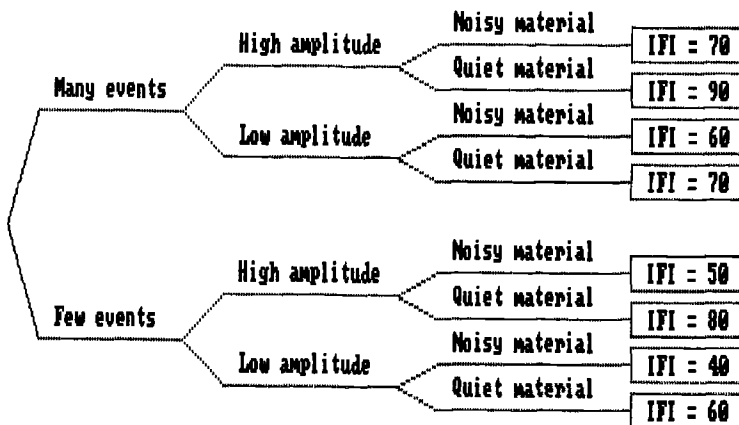 Noisy material
High amplitude
IFI = 70
Quiet material
Many events
IFI = 90
Noisy material
Low amplitude
IFI = 60
Quiet material
IFI = 70
Noisy material
High amplitude
IFI = 50
Quiet material
Few events
IFI = 80
Noisy material
Low amplitude
IFI = 40
Quiet material
IFI = 60